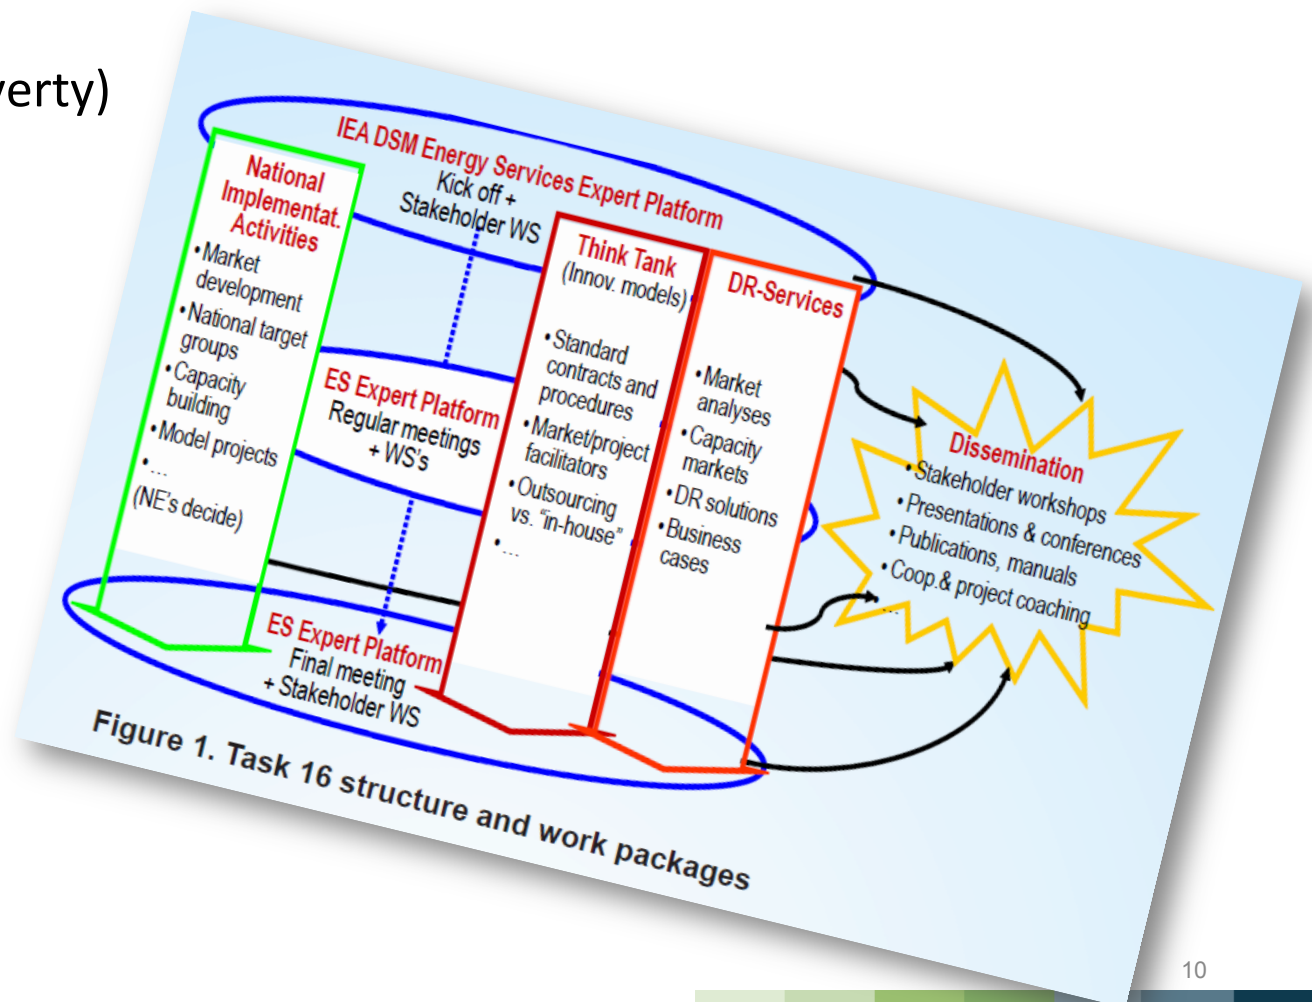 verty)
IEA DSM Energy Services Expert Platform
Kick off +
Stakeholder WS
National
Implementat.
Activities
•Market
development
•National target
groups
•Capacity
building
•Model projects
•...
(NE's decide)
ES Expert Platform
Regular meetings
+ WS's
ES Expert Platform
Final meeting
+ Stakeholder WS
Think Tank
(Innov. models)
•Standard
contracts and
procedures
•Market/project
facilitators
•Outsourcing
vs. “in-house”
•...
DR-Services
•Market
analyses
•Capacity
markets
•DR solutions
•Business
cases
Dissemination
•Stakeholder workshops
•Presentations & conferences
•Publications, manuals
•Coop.& project coaching
...
Figure 1. Task 16 structure and work packages
10